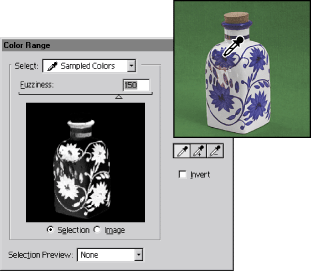 Color Range
Select: Sampled Colors
Fuzziness: 150
Invert
Selection Image
Selection Preview: None